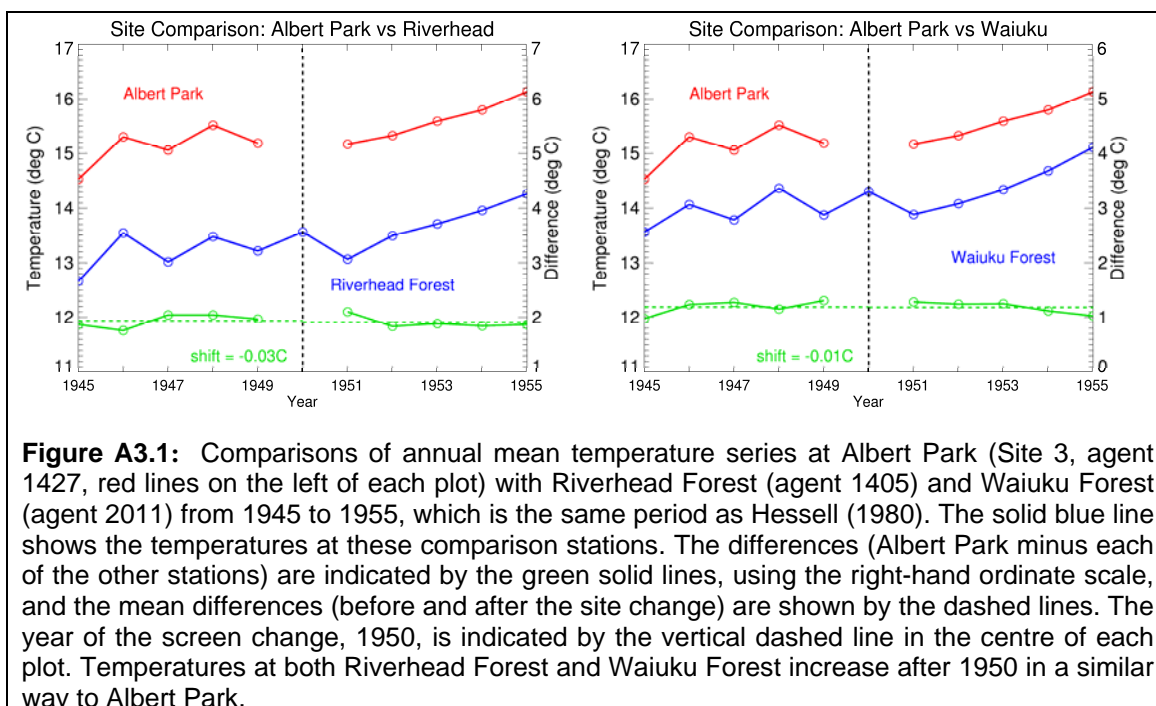 Site Comparison: Albert Park vs Riverhead
17
16
15
14
13
12
11
7
6
5
4
3
2
1
Temperature (deg C)
Difference (deg C)
Albert Park
Riverhead Forest
shift = -0.03C
1945
1947
1949
1951
1953
1955
Year
Site Comparison: Albert Park vs Waiuku
17
16
15
14
13
12
11
6
5
4
3
2
1
0
Temperature (deg C)
Difference (deg C)
Albert Park
Waiuku Forest
shift = -0.01C
1945
1947
1949
1951
1953
1955
Year
Figure A3.1: Comparisons of annual mean temperature series at Albert Park (Site 3, agent
1427, red lines on the left of each plot) with Riverhead Forest (agent 1405) and Waiuku Forest
(agent 2011) from 1945 to 1955, which is the same period as Hessell (1980). The solid blue line
shows the temperatures at these comparison stations. The differences (Albert Park minus each
of the other stations) are indicated by the green solid lines, using the right-hand ordinate scale,
and the mean differences (before and after the site change) are shown by the dashed lines. The
year of the screen change, 1950, is indicated by the vertical dashed line in the centre of each
plot. Temperatures at both Riverhead Forest and Waiuku Forest increase after 1950 in a similar
way to Albert Park.